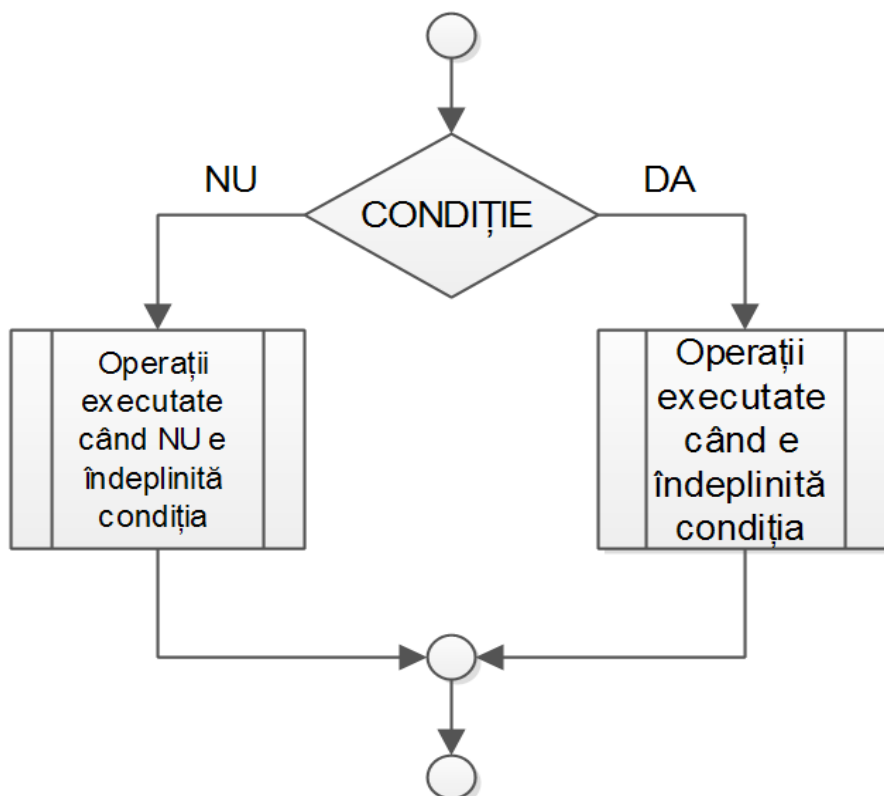 NU
DA
CONDIȚIE
Operații
executate
când NU e
îndeplinită
condiția
Operații
executate
când e
îndeplinită
condiția